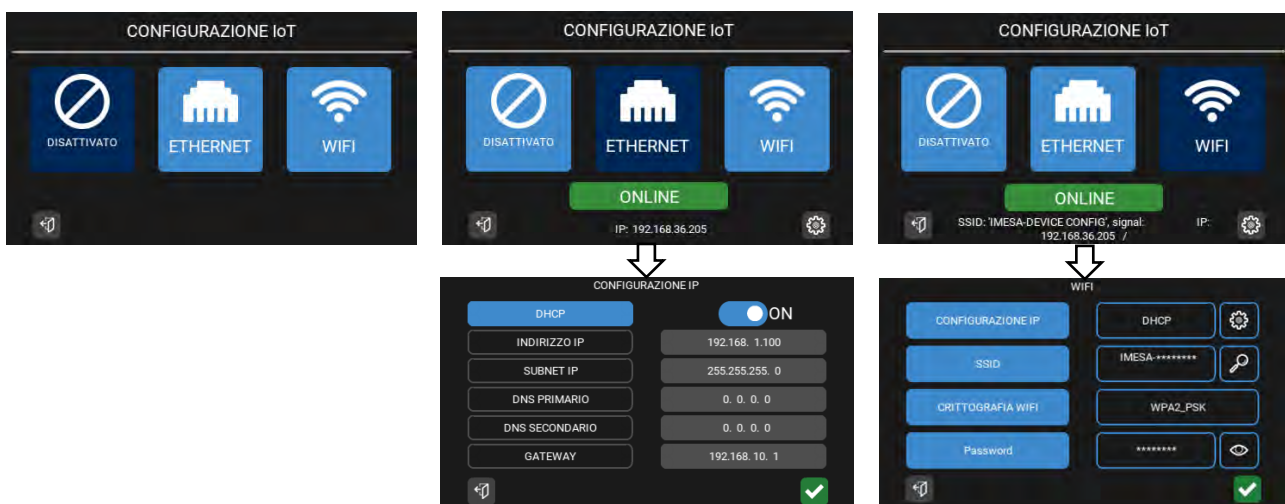 CONFIGURAZIONE IoT
DISATTIVATO
ETHERNET
WIFI
CONFIGURAZIONE IoT
DISATTIVATO
ETHERNET
WIFI
ONLINE
IP: 192.168.36.205
CONFIGURAZIONE IoT
DISATTIVATO
ETHERNET
WIFI
ONLINE
SSID: 'IMESA-DEVICE CONFIG', signal: IP:
192.168.36.205 /
CONFIGURAZIONE IP
DHCP ON
INDIRIZZO IP 192.168. 1.100
SUBNET IP 255.255.255. 0
DNS PRIMARIO 0. 0. 0. 0
DNS SECONDARIO 0. 0. 0. 0
GATEWAY 192.168. 10. 1
WIFI
CONFIGURAZIONE IP DHCP
SSID IMESA-********
CRITTOGRAFIA WIFI WPA2_PSK
Password ********